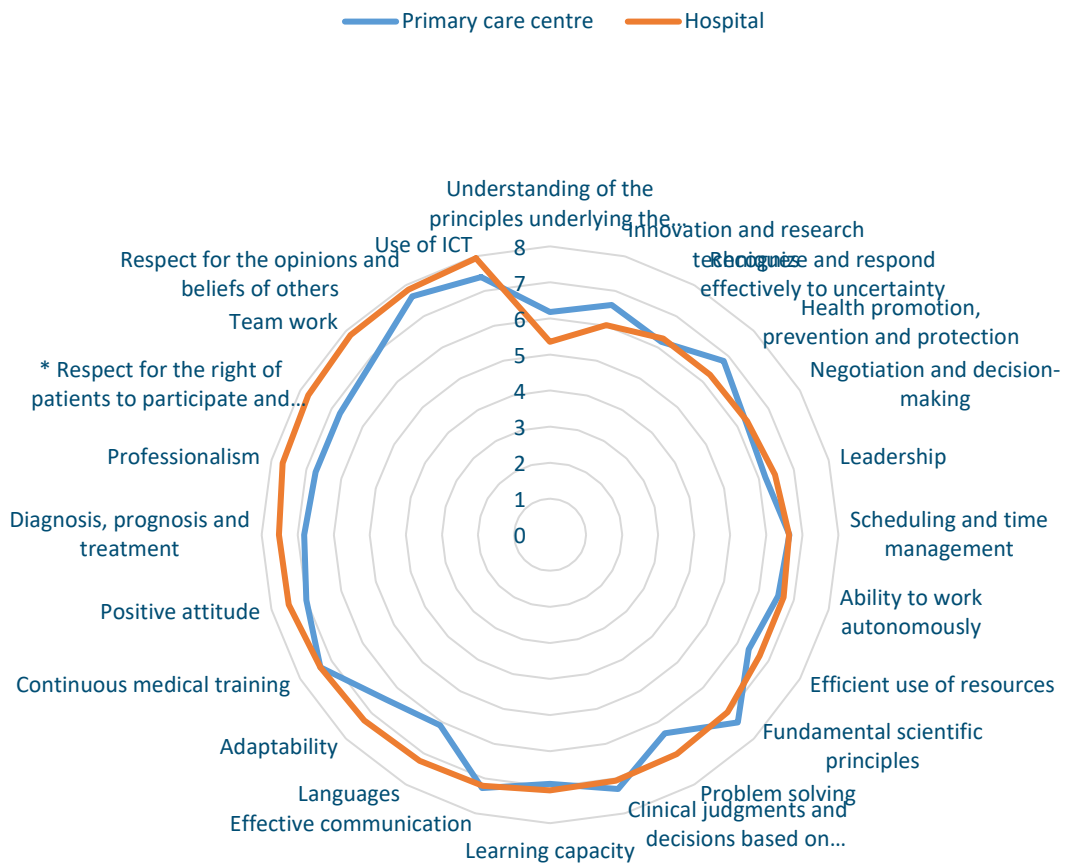 Primary care centre
Hospital
Understanding of the
principles underlying the…
Innovation and research
techniques
Recognize and respond
effectively to uncertainty
Health promotion,
prevention and protection
Negotiation and decision-
making
Leadership
Scheduling and time
management
Ability to work
autonomously
Efficient use of resources
Fundamental scientific
principles
Problem solving
Clinical judgments and
decisions based on…
Learning capacity
Effective communication
Languages
Adaptability
Continuous medical training
Positive attitude
Diagnosis, prognosis and
treatment
Professionalism
* Respect for the right of
patients to participate and…
Team work
Respect for the opinions and
beliefs of others
Use of ICT
8
7
6
5
4
3
2
1
0